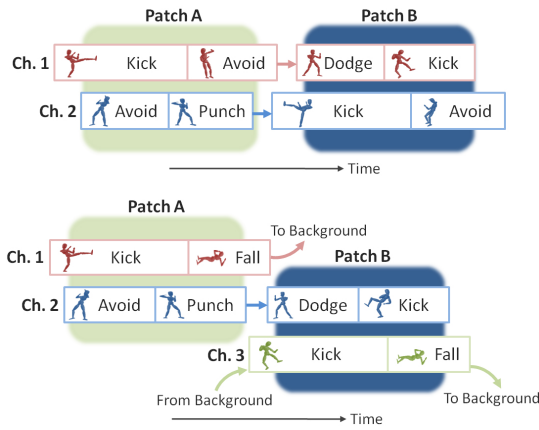 Patch A Patch B
Ch. 1 Kick Avoid Dodge Kick
Ch. 2 Avoid Punch Kick Avoid
Time
Patch A
To Background
Ch. 1 Kick Fall
Patch B
Ch. 2 Avoid Punch Dodge Kick
Ch. 3 Kick Fall
From Background To Background
Time